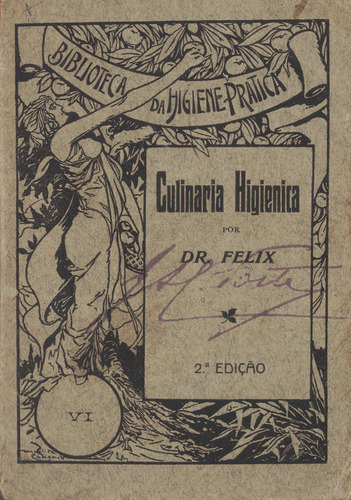 BIBLIOTECA
DA HIGIENE-PRATICA
Culinaria Higienica
POR
DR. FELIX
2.ª EDIÇÃO
VI